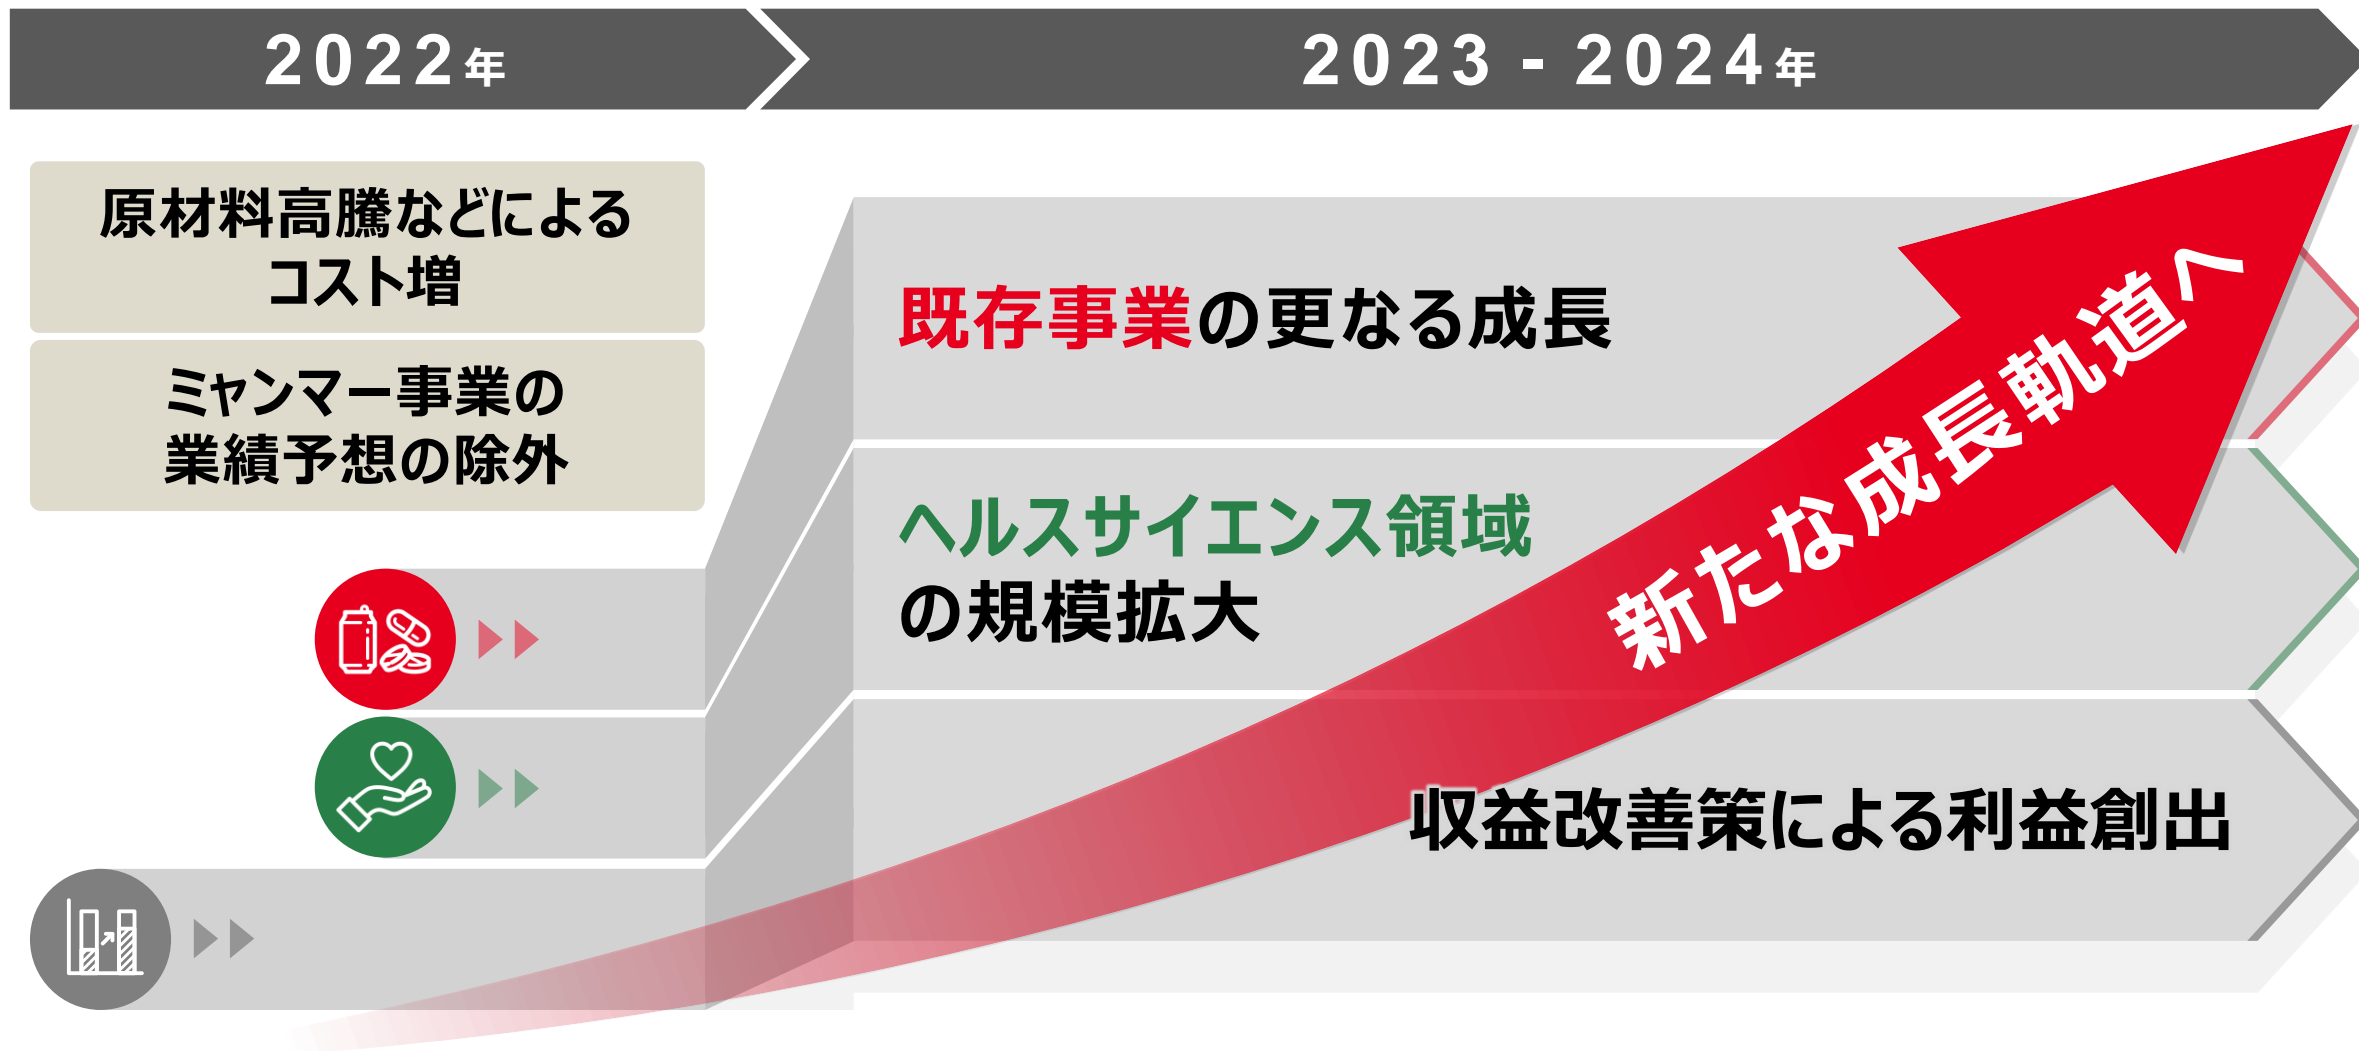 2022年
2023 - 2024年
原材料高騰などによる
コスト増
ミャンマー事業の
業績予想の除外
既存事業の更なる成長
ヘルスサイエンス領域
の規模拡大
新たな成長軌道へ
収益改善策による利益創出